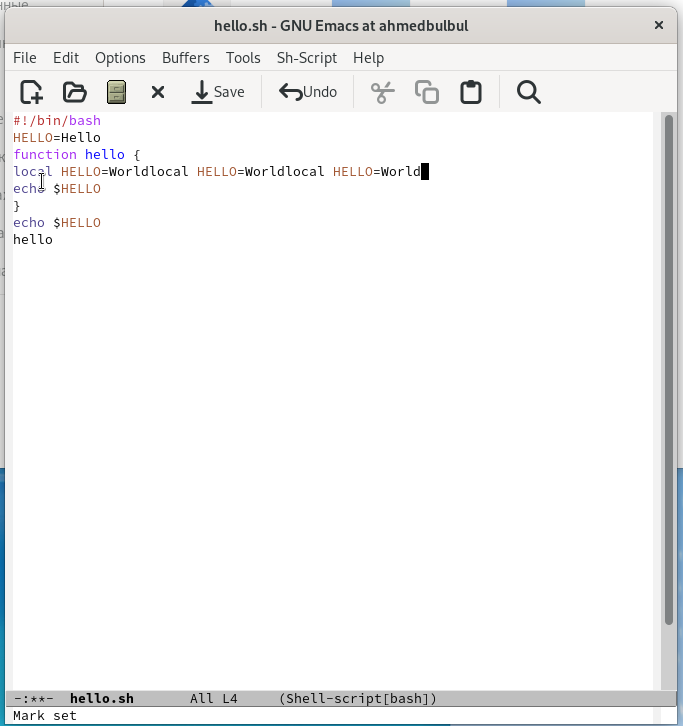 нные
hello.sh - GNU Emacs at ahmedbulbul
File Edit Options Buffers Tools Sh-Script Help
Save Undo
#!/bin/bash
HELLO=Hello
function hello {
local HELLO=Worldlocal HELLO=Worldlocal HELLO=World
echo $HELLO
}
echo $HELLO
hello
-:**- hello.sh All L4 (Shell-script[bash])
Mark set